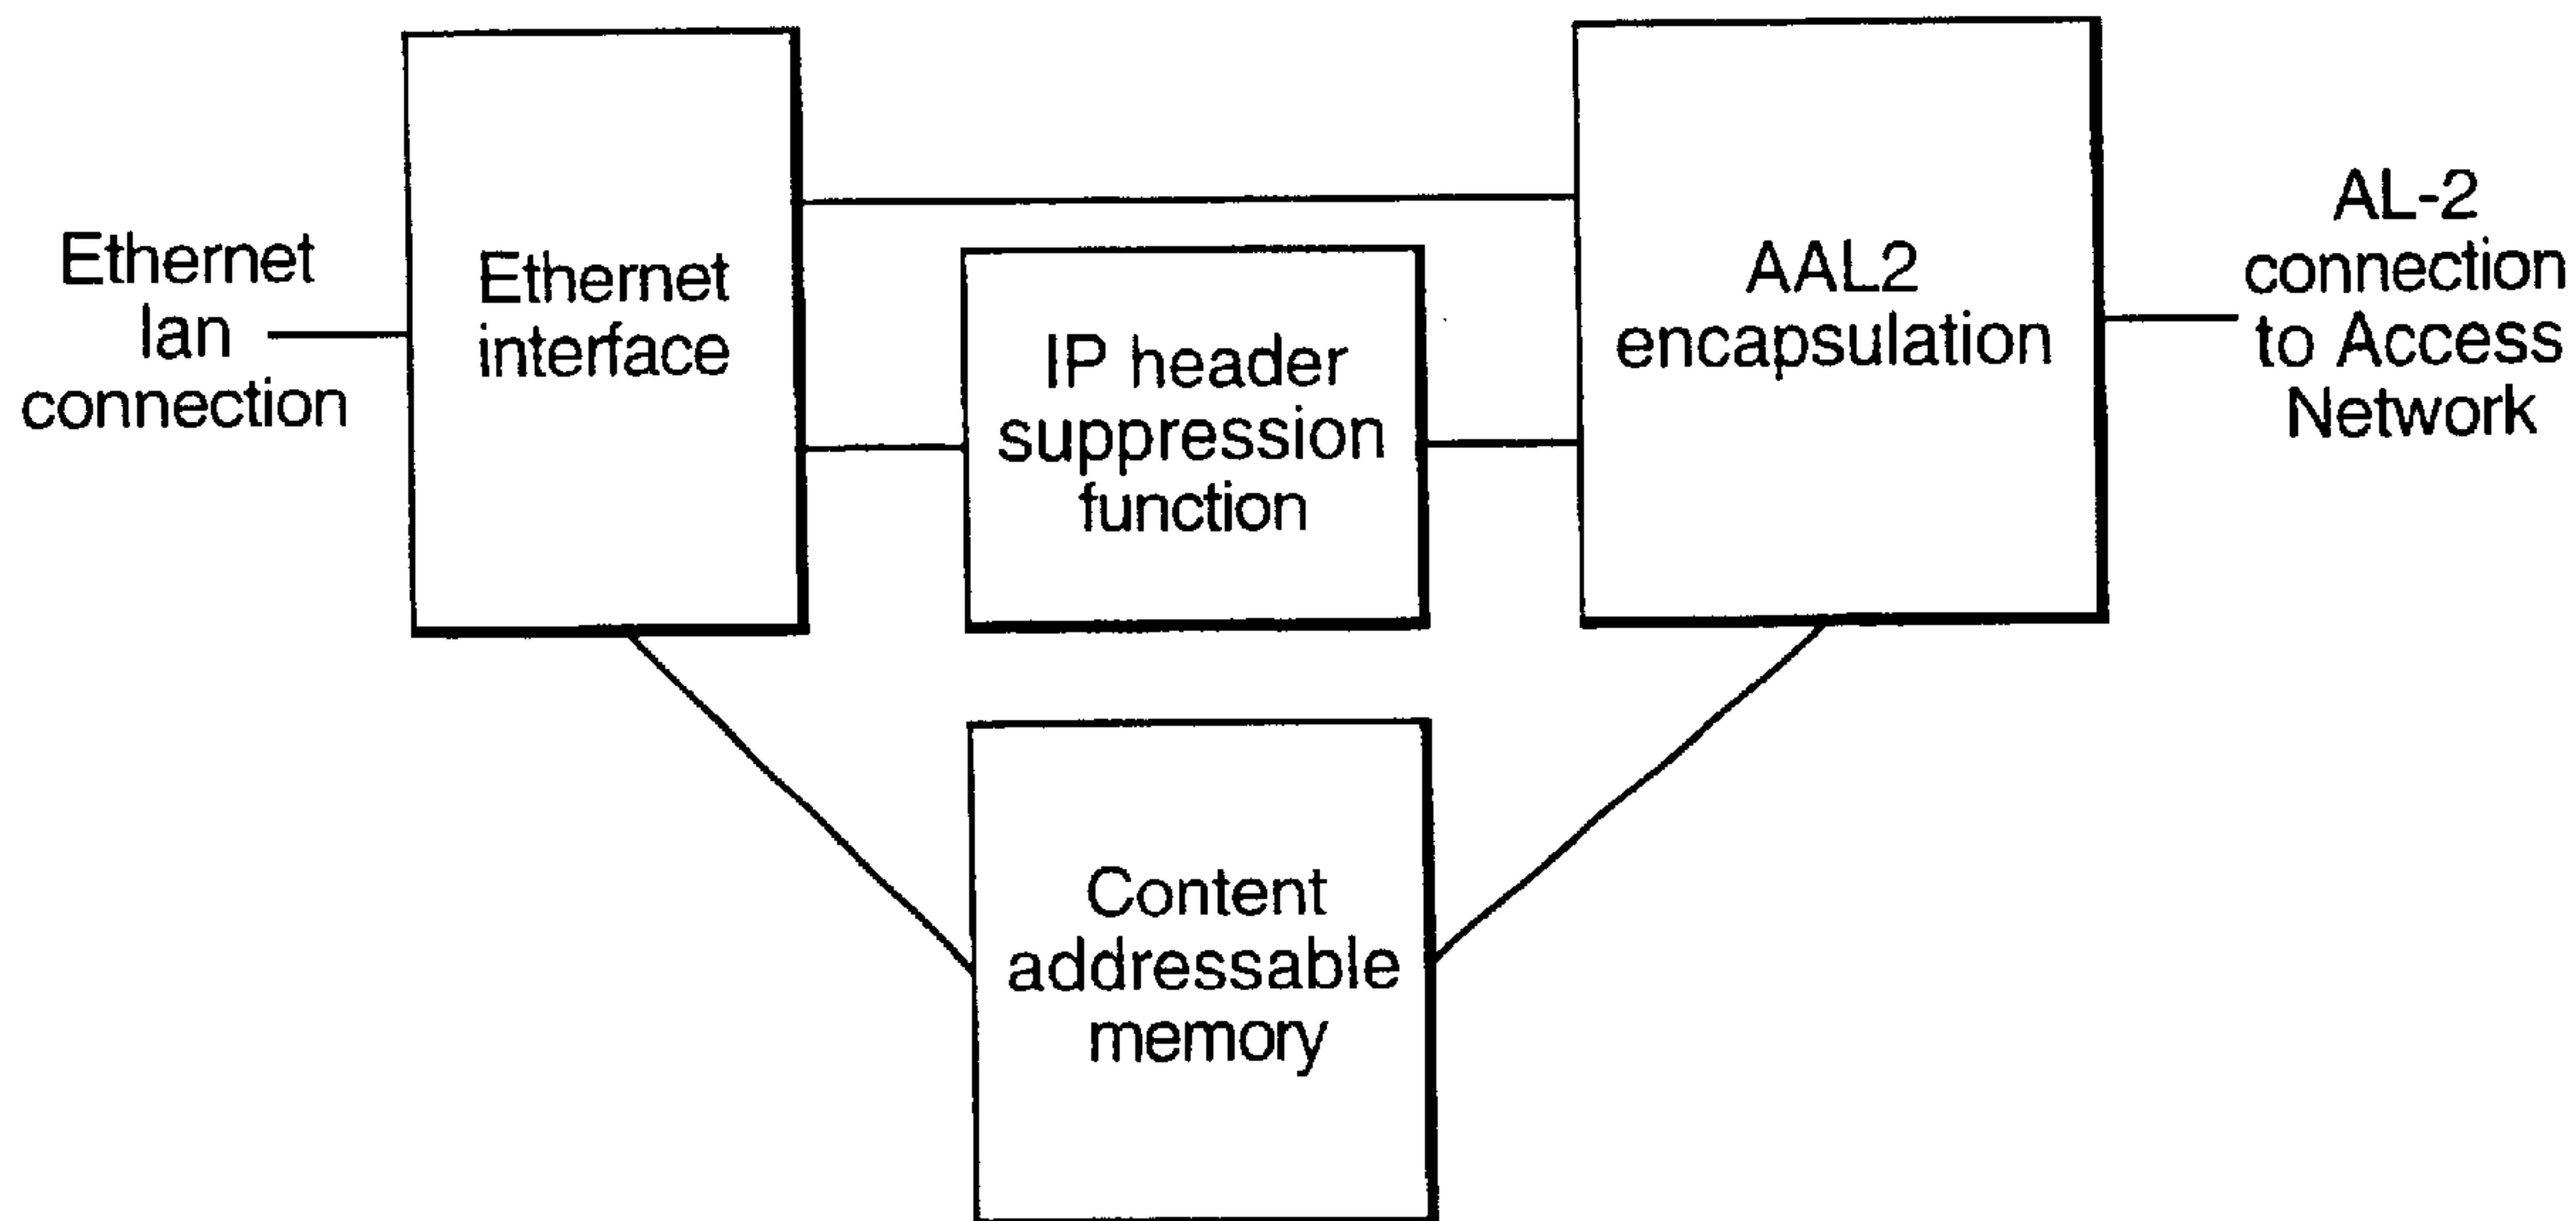 Ethernet
lan
connection
Ethernet
interface
IP header
suppression
function
AAL2
encapsulation
AL-2
connection
to Access
Network
Content
addressable
memory